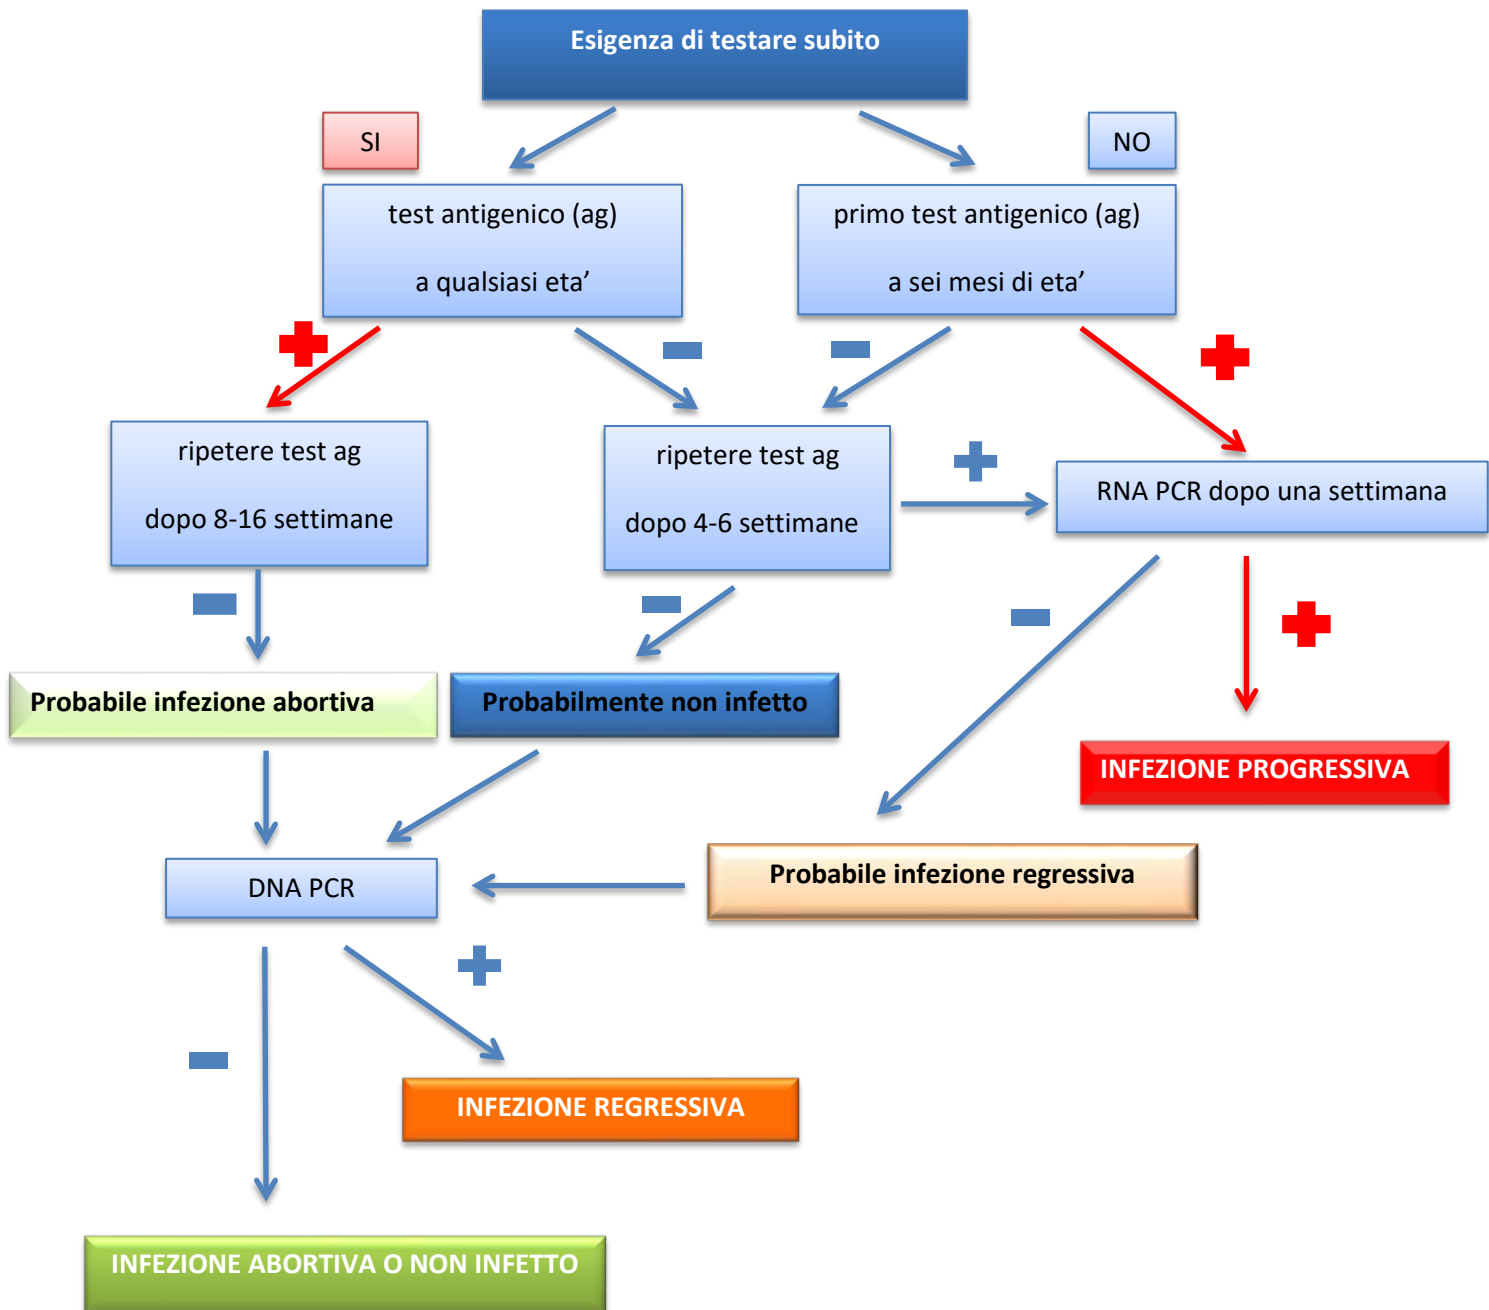 Esigenza di testare subito
SI
NO
test antigenico (ag)
a qualsiasi eta’
primo test antigenico (ag)
a sei mesi di eta’
ripetere test ag
dopo 8-16 settimane
ripetere test ag
dopo 4-6 settimane
RNA PCR dopo una settimana
Probabile infezione abortiva
Probabilmente non infetto
INFEZIONE PROGRESSIVA
DNA PCR
Probabile infezione regressiva
INFEZIONE REGRESSIVA
INFEZIONE ABORTIVA O NON INFETTO